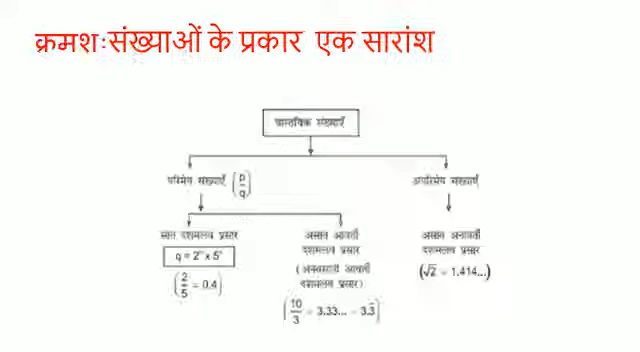 क्रमशःसंख्याओं के प्रकार एक सारांश
वास्तविक संख्याएँ
परिमेय संख्याएँ (p/q)
अपरिमेय संख्याएँ
सान्त दशमलव प्रसार
q = 2ⁿ x 5ⁿ
(2/5 = 0.4)
असान्त आवर्ती
दशमलव प्रसार
(अनवसानी आवर्ती
दशमलव प्रसार)
(10/3 = 3.33... = 3.3̄)
असान्त अनावर्ती
दशमलव प्रसार
(√2 = 1.414...)